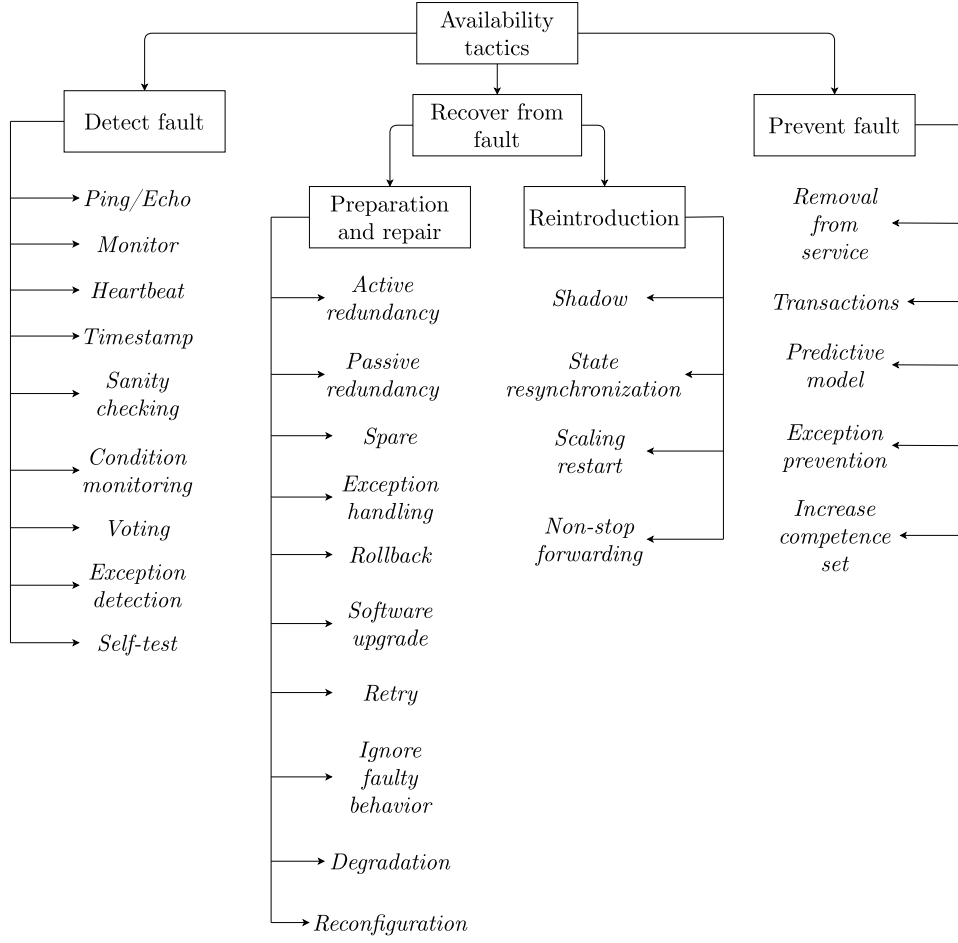 Availability
tactics
Detect fault
Recover from
fault
Prevent fault
Ping/Echo
Monitor
Heartbeat
Timestamp
Sanity
checking
Condition
monitoring
Voting
Exception
detection
Self-test
Preparation
and repair
Active
redundancy
Passive
redundancy
Spare
Exception
handling
Rollback
Software
upgrade
Retry
Ignore
faulty
behavior
Degradation
Reconfiguration
Reintroduction
Shadow
State
resynchronization
Scaling
restart
Non-stop
forwarding
Removal
from
service
Transactions
Predictive
model
Exception
prevention
Increase
competence
set